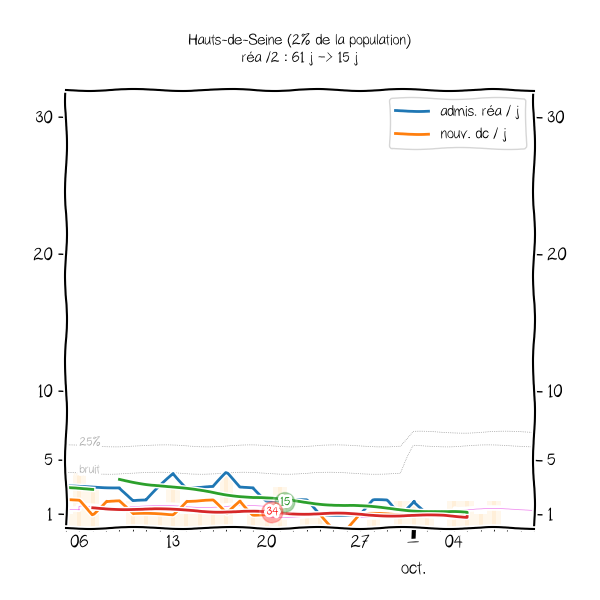 Hauts-de-Seine (2% de la population)
réa /2 : 61 j -> 15 j
admis. réa / j
nouv. dc / j
30
30
20
20
10
10
25%
5
5
bruit
15
34
1
1
06 13 20 27 1 04
oct.